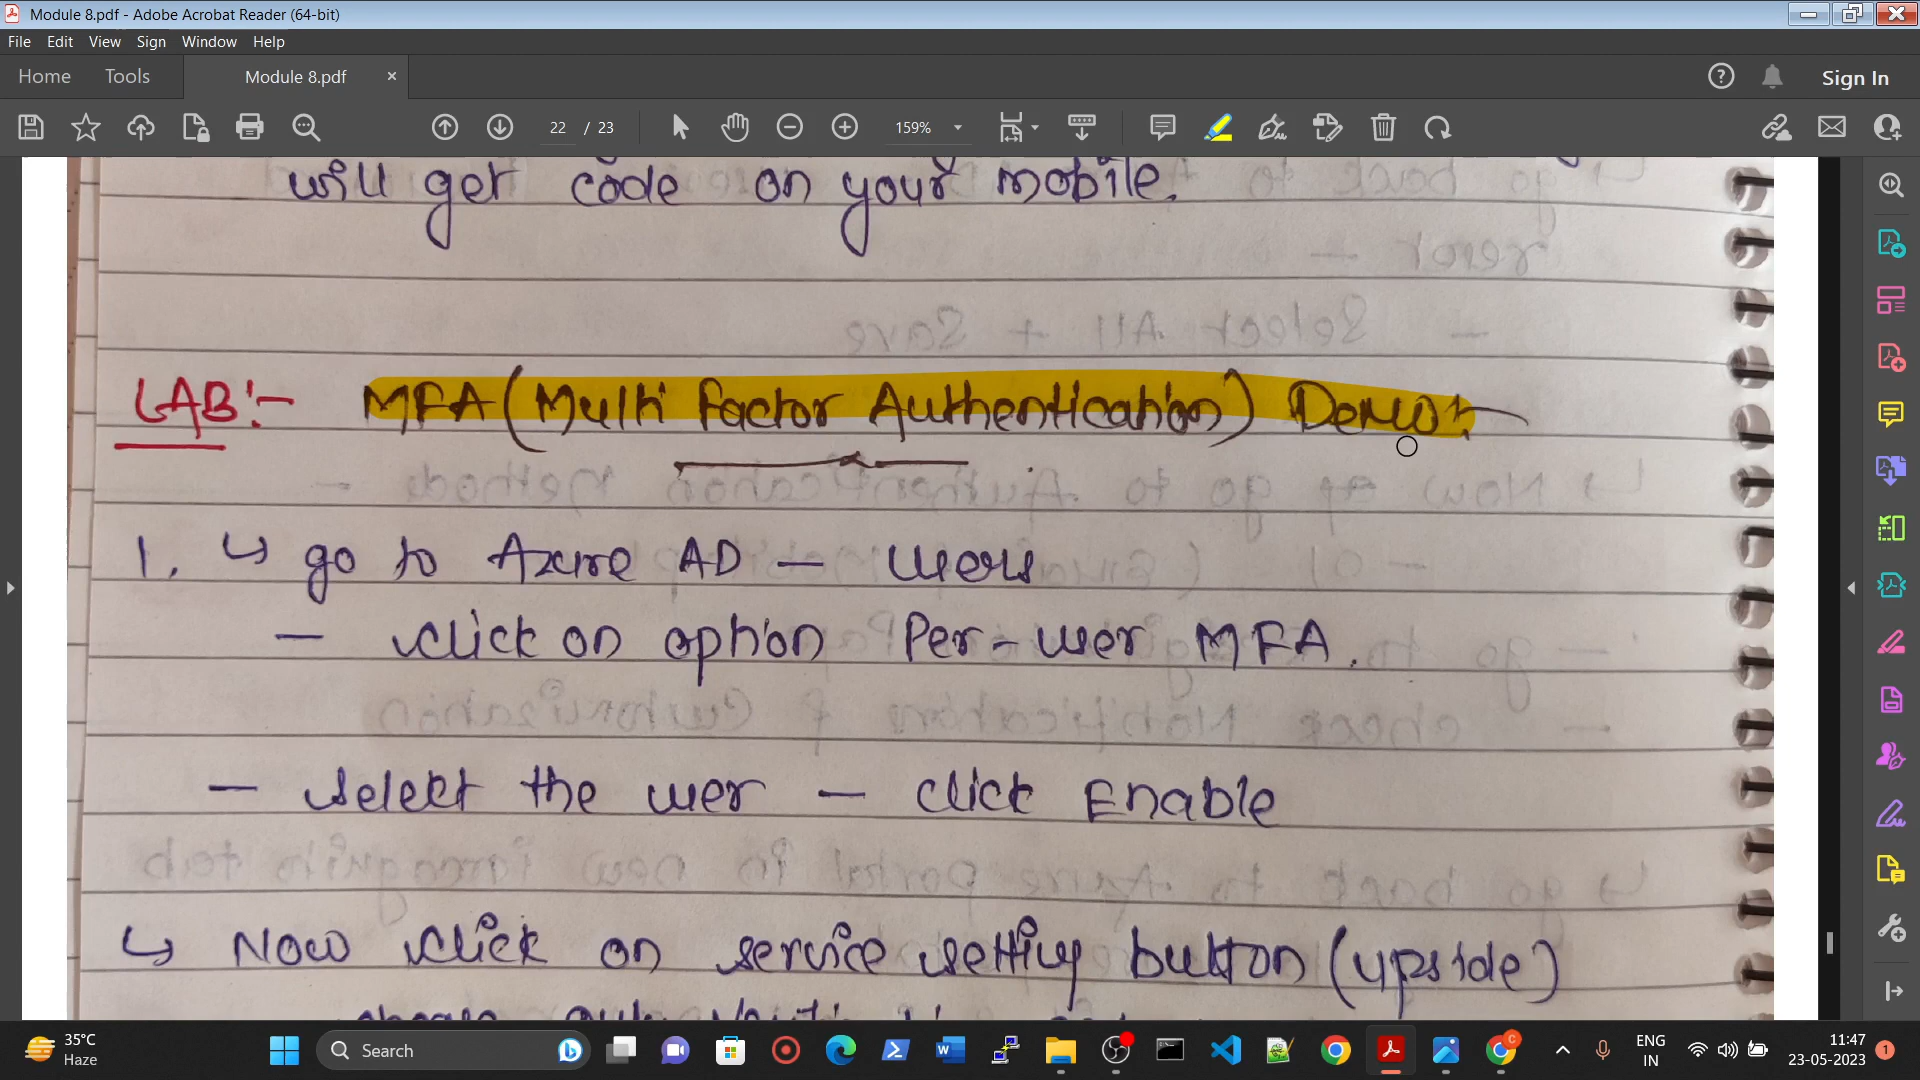 Module 8.pdf - Adobe Acrobat Reader (64-bit)
File Edit View Sign Window Help
Home Tools Module 8.pdf × Sign In
22 / 23 159%
will get code on your mobile.
LAB:- MFA (Multi Factor Authentication) Demo:-
1. ↳ go to Azure AD - Users
- click on option Per-user MFA.
- select the user - click Enable
↳ Now click on service setting button (upside)
35°C
Haze
Search
ENG
IN
11:47
23-05-2023
1